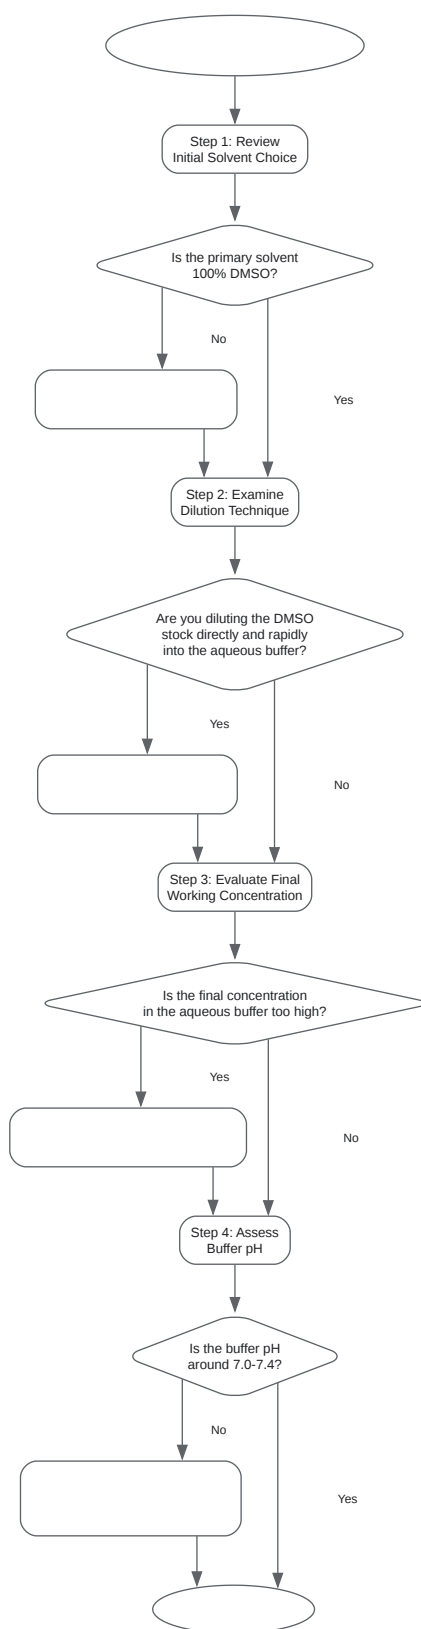 Step 1: Review
Initial Solvent Choice
Is the primary solvent
100% DMSO?
No
Yes
Step 2: Examine
Dilution Technique
Are you diluting the DMSO
stock directly and rapidly
into the aqueous buffer?
Yes
No
Step 3: Evaluate Final
Working Concentration
Is the final concentration
in the aqueous buffer too high?
Yes
No
Step 4: Assess
Buffer pH
Is the buffer pH
around 7.0-7.4?
No
Yes